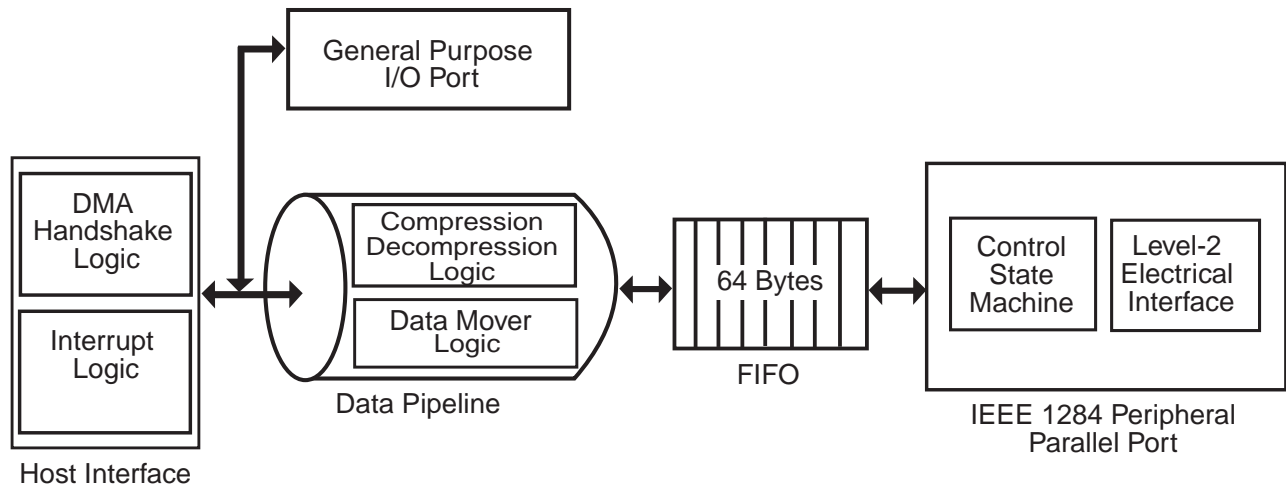 General Purpose
I/O Port
DMA
Handshake
Logic
Interrupt
Logic
Host Interface
Compression
Decompression
Logic
Data Mover
Logic
Data Pipeline
64 Bytes
FIFO
Control
State
Machine
Level-2
Electrical
Interface
IEEE 1284 Peripheral
Parallel Port